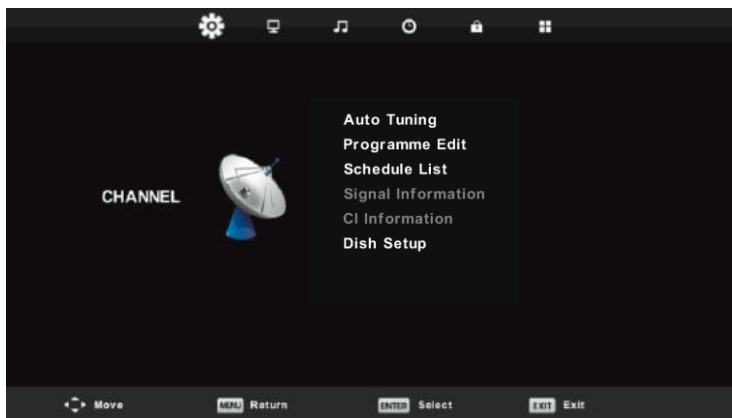 Auto Tuning
Programme Edit
Schedule List
CHANNEL
Signal Information
CI Information
Dish Setup
Move MENU Return ENTER Select EXIT Exit